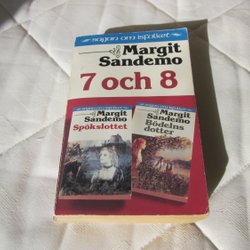 sagan om isfolket
Margit
Sandemo
7 och 8
Margit
Sandemo
Spökslottet
Margit
Sandemo
Bödelns
dotter